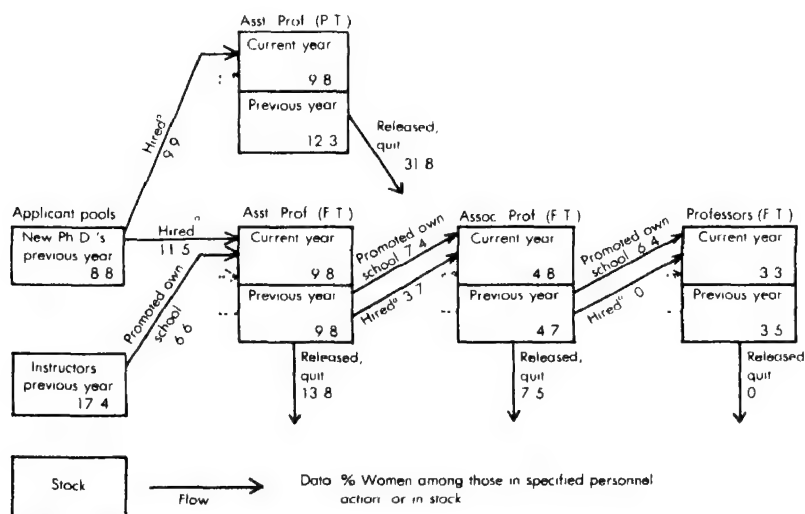 Asst Prof (P T)
Current year
9 8
Previous year
12 3
Hired a
9 9
Released,
quit
31 8
Applicant pools
New Ph D 's
previous year
8 8
Hired a
11 5
Promoted own
school
6 6
Instructors
previous year
17 4
Asst Prof (F T)
Current year
9 8
Previous year
9 8
Released,
quit
13 8
Promoted own
school 7 4
Hired a 3 7
Assoc Prof (F T)
Current year
4 8
Previous year
4 7
Released,
quit
7 5
Promoted own
school 6 4
Hired a 0
Professors (F T)
Current year
3 3
Previous year
3 5
Released
quit
0
Stock
Flow
Data % Women among those in specified personnel
action or in stock